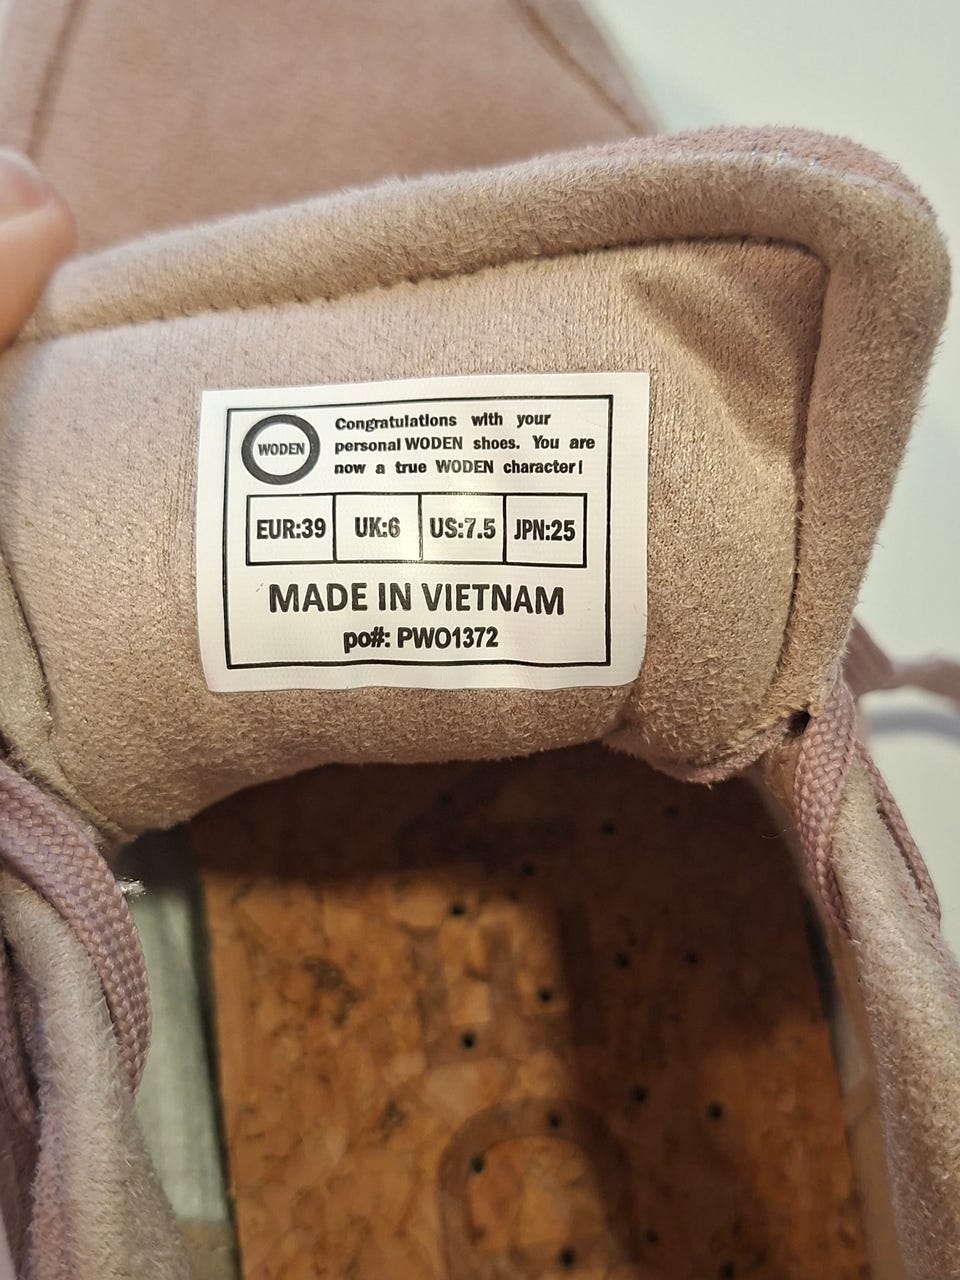 WODEN
Congratulations with your
personal WODEN shoes. You are
now a true WODEN character!
EUR:39 UK:6 US:7.5 JPN:25
MADE IN VIETNAM
po#: PWO1372